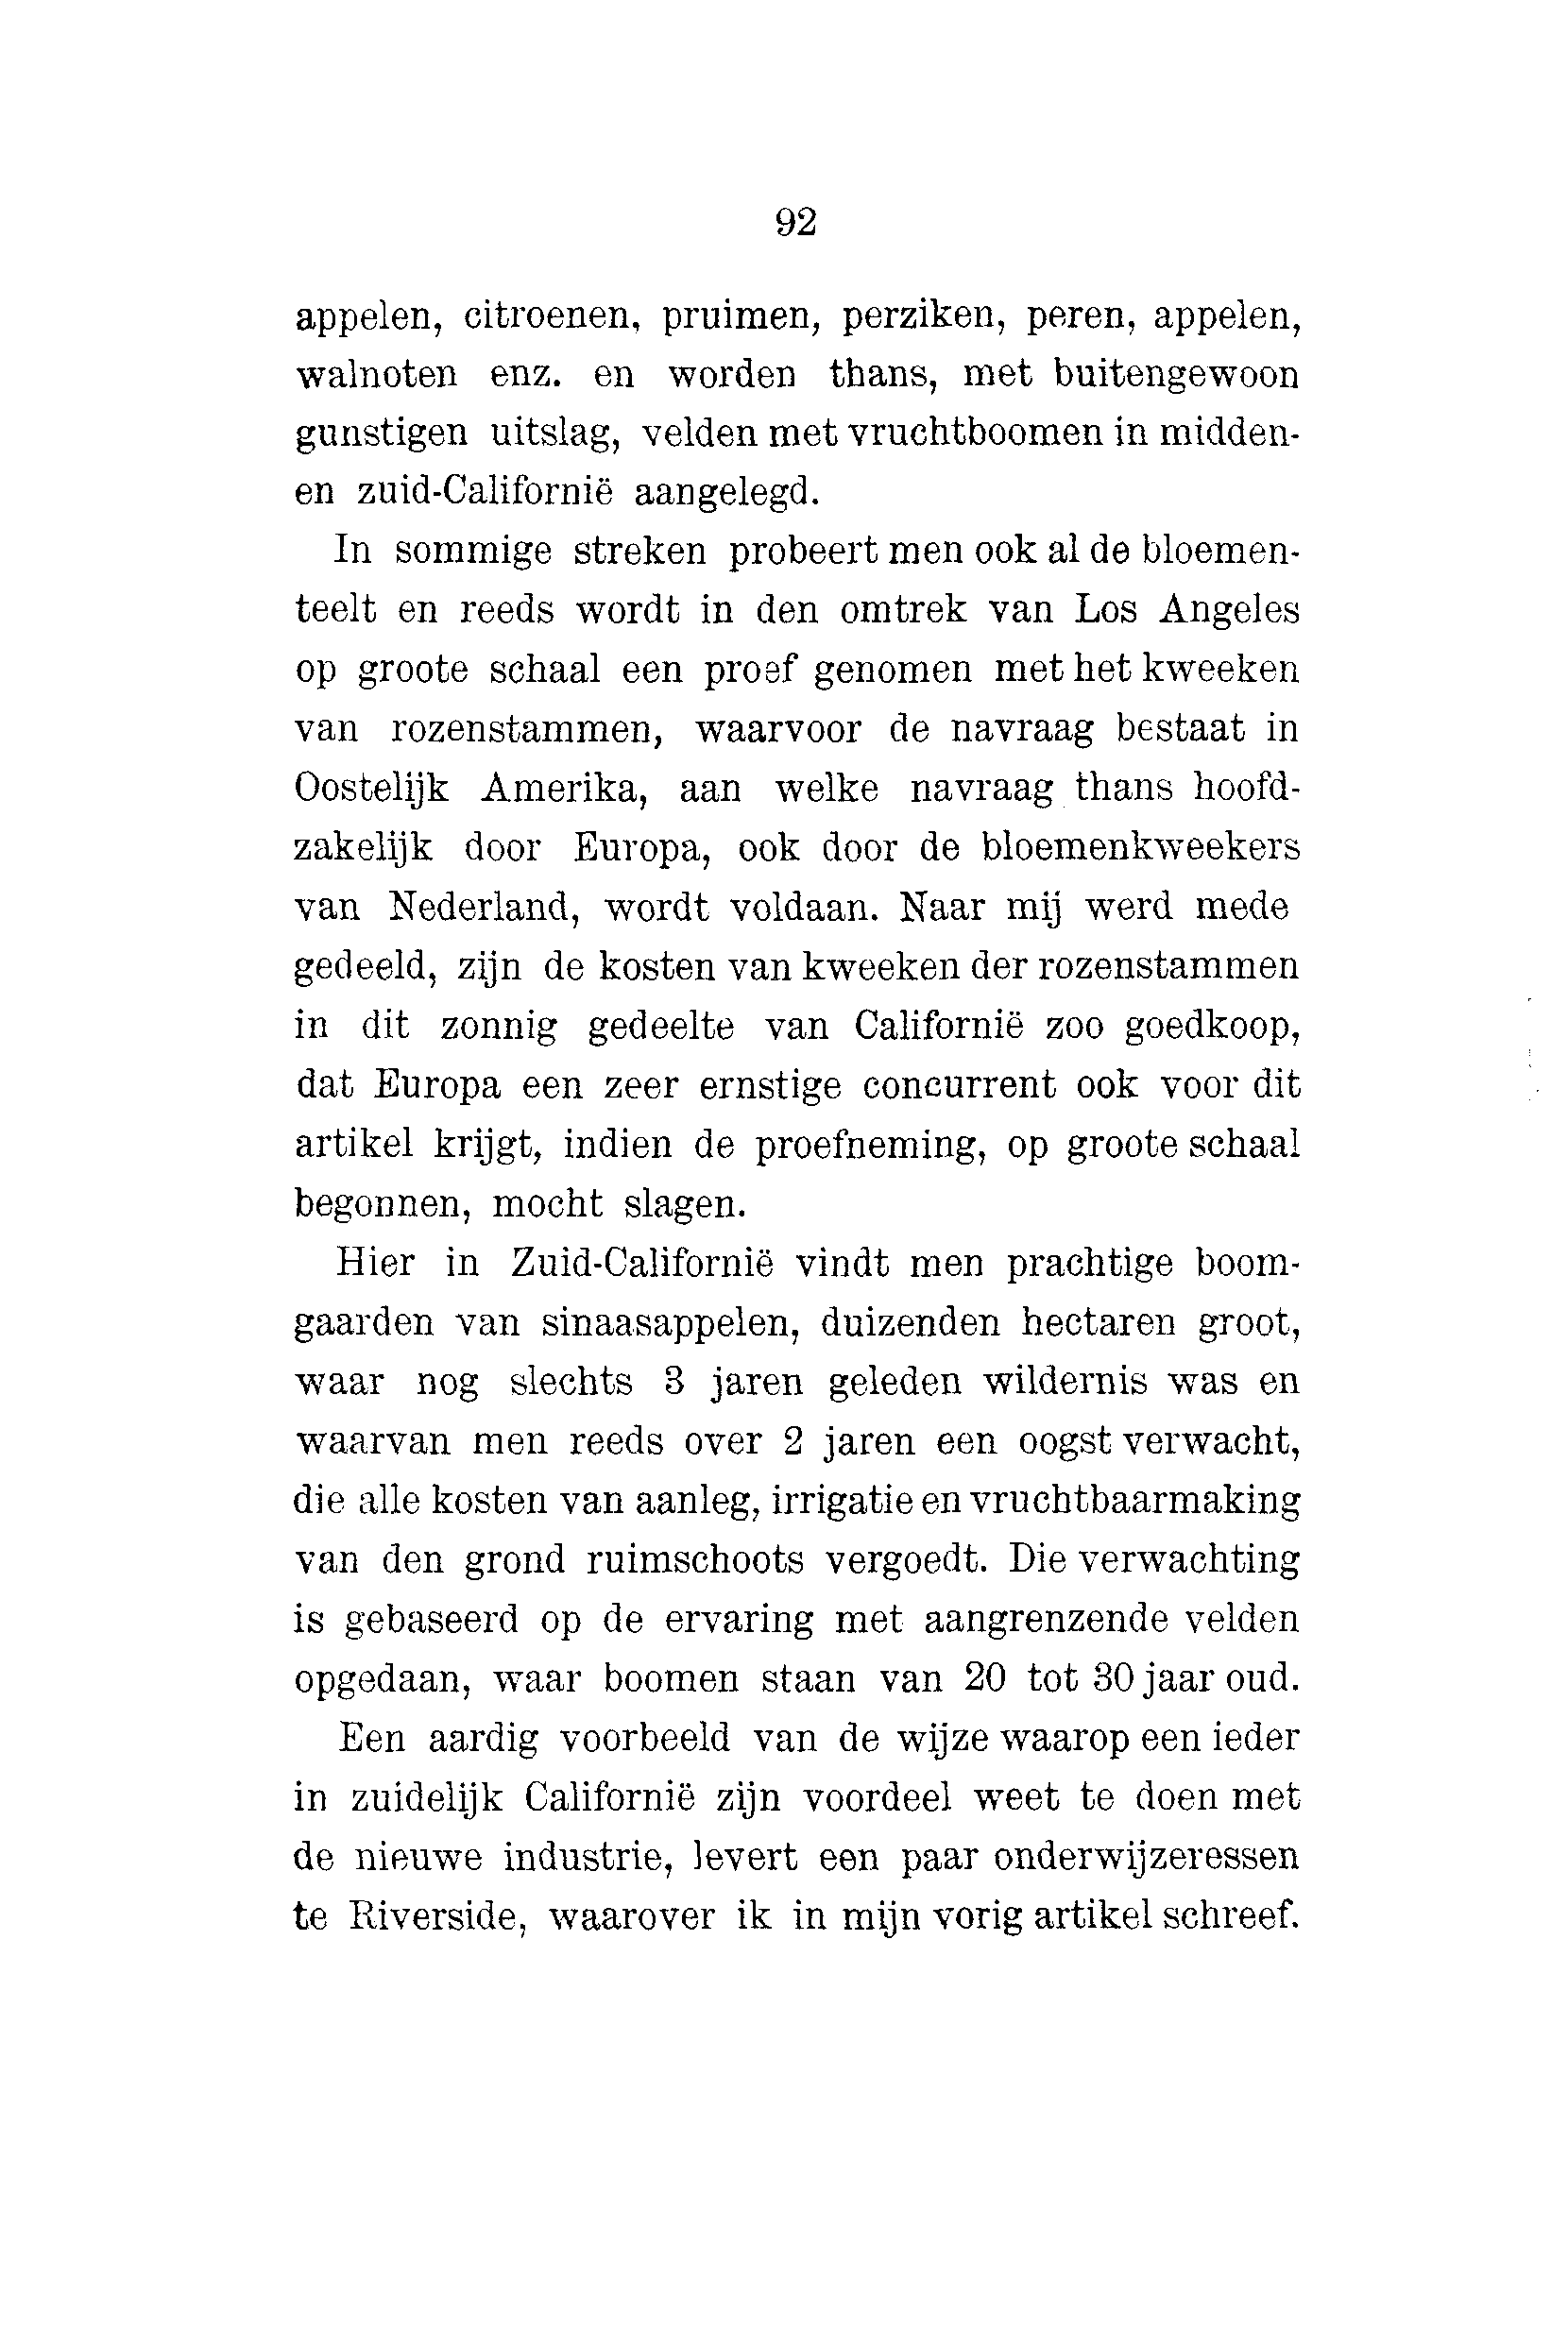 92
appelen, citroenen, pruimen, perziken, peren, appelen,
walnoten enz. en worden thans, met buitengewoon
gunstigen uitslag, velden met vruchtboomen in midden-
en zuid-Californië aangelegd.
In sommige streken probeert men ook al de bloemen-
teelt en reeds wordt in den omtrek van Los Angeles
op groote schaal een proef genomen met het kweeken
van rozenstammen, waarvoor de navraag bestaat in
Oostelijk Amerika, aan welke navraag thans hoofd-
zakelijk door Europa, ook door de bloemenkweekers
van Nederland, wordt voldaan. Naar mij werd mede
gedeeld, zijn de kosten van kweeken der rozenstammen
in dit zonnig gedeelte van Californië zoo goedkoop,
dat Europa een zeer ernstige concurrent ook voor dit
artikel krijgt, indien de proefneming, op groote schaal
begonnen, mocht slagen.
Hier in Zuid-Californië vindt men prachtige boom-
gaarden van sinaasappelen, duizenden hectaren groot,
waar nog slechts 3 jaren geleden wildernis was en
waarvan men reeds over 2 jaren een oogst verwacht,
die alle kosten van aanleg, irrigatie en vruchtbaarmaking
van den grond ruimschoots vergoedt. Die verwachting
is gebaseerd op de ervaring met aangrenzende velden
opgedaan, waar boomen staan van 20 tot 30 jaar oud.
Een aardig voorbeeld van de wijze waarop een ieder
in zuidelijk Californië zijn voordeel weet te doen met
de nieuwe industrie, levert een paar onderwijzeressen
te Riverside, waarover ik in mijn vorig artikel schreef.